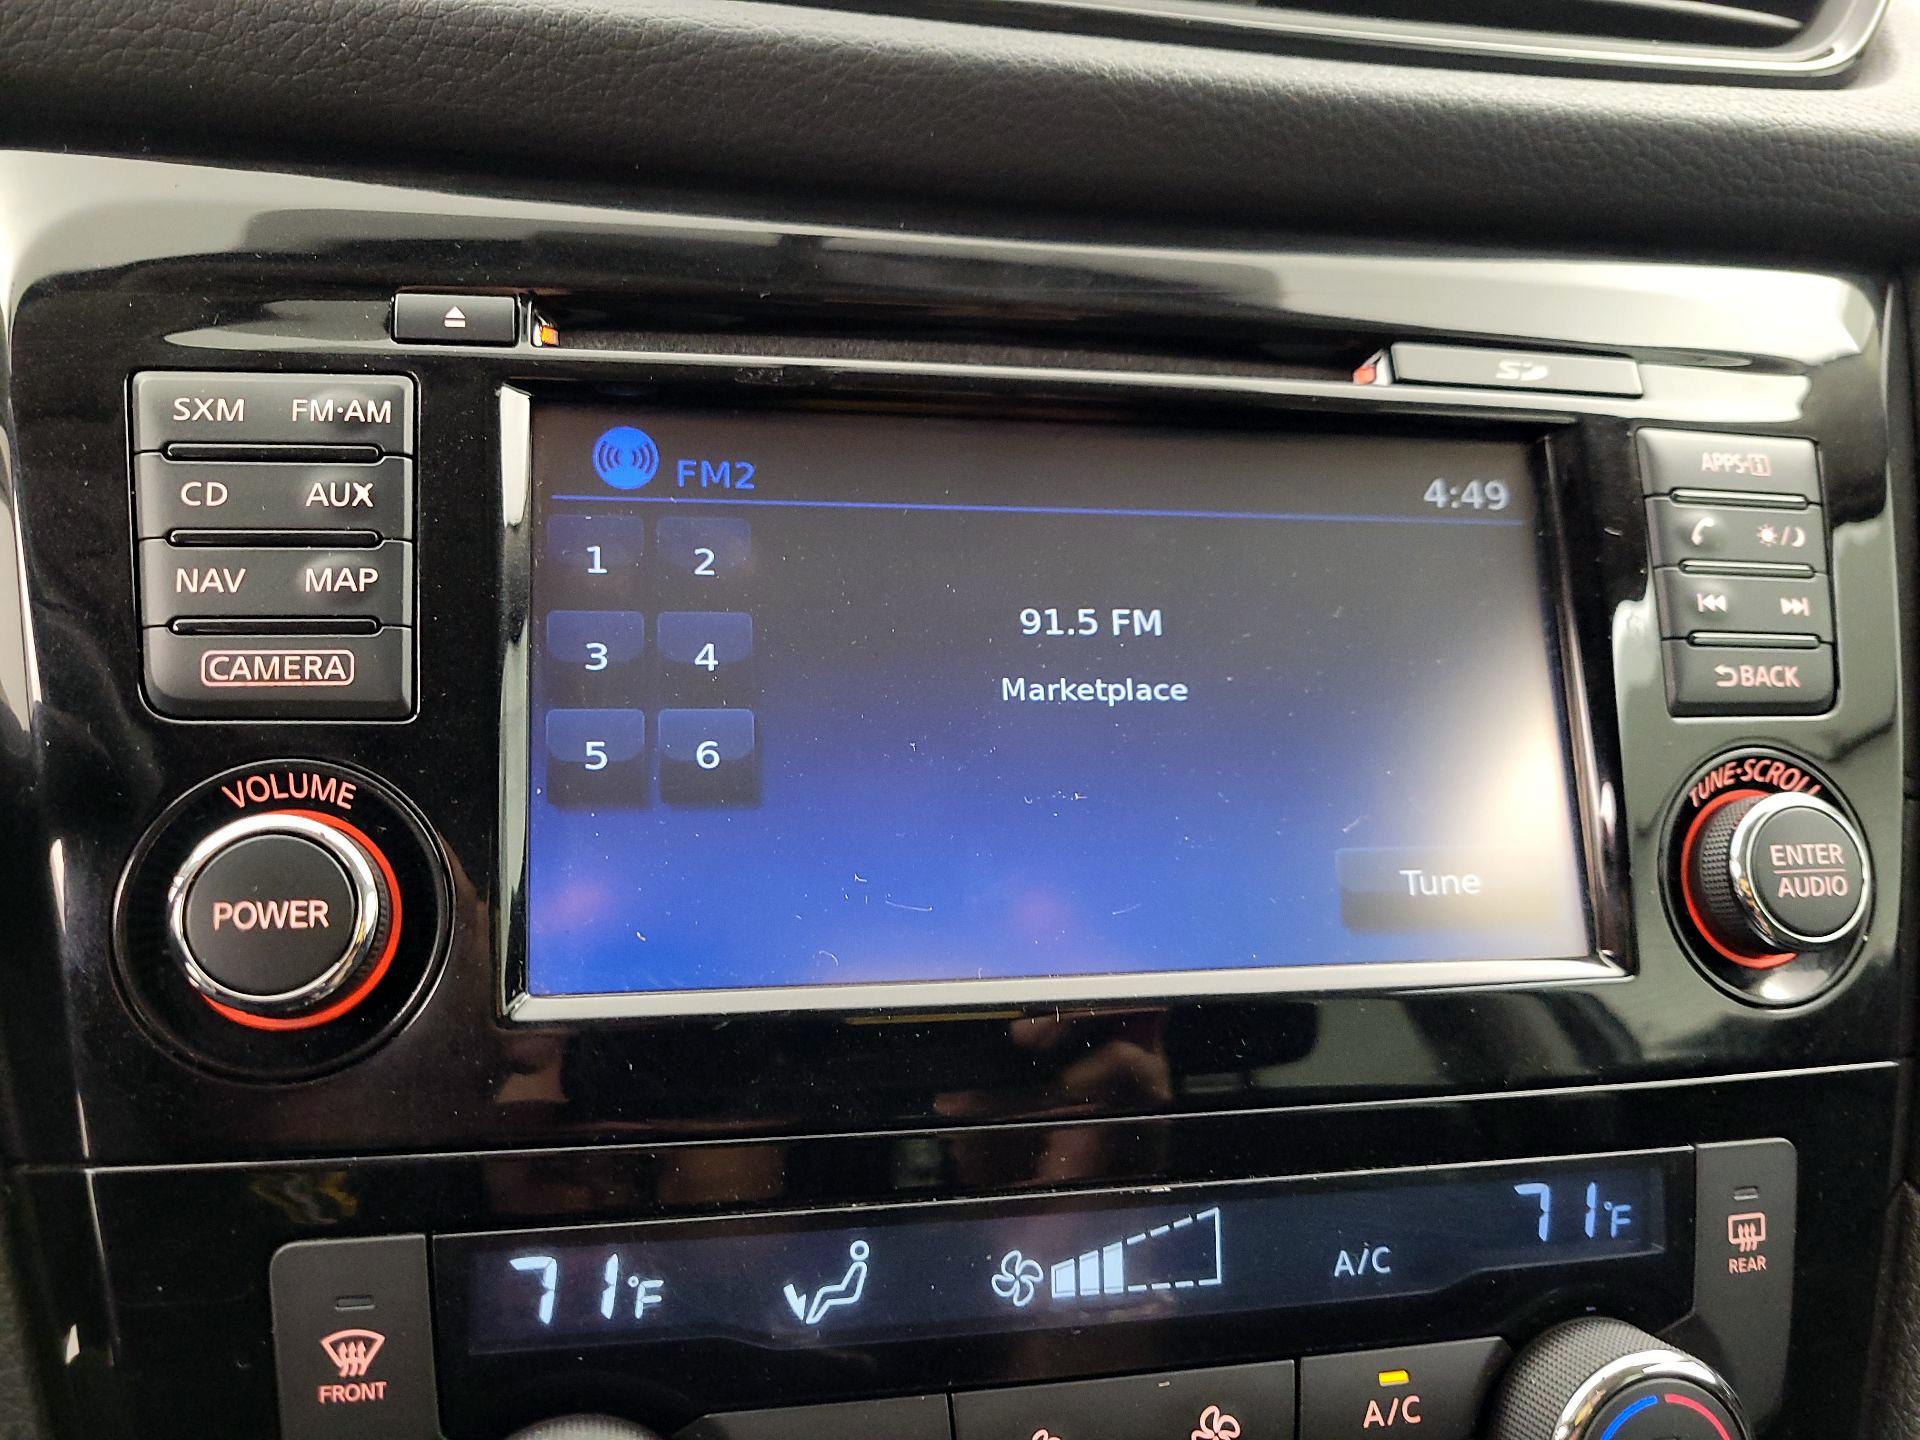 SXM FM·AM
CD AUX
NAV MAP
CAMERA
VOLUME
POWER
SD
FM2
4:49
1 2
3 4
5 6
91.5 FM
Marketplace
Tune
APPS·i
BACK
TUNE·SCROLL
ENTER
AUDIO
71°F
A/C
71°F
FRONT
REAR
A/C